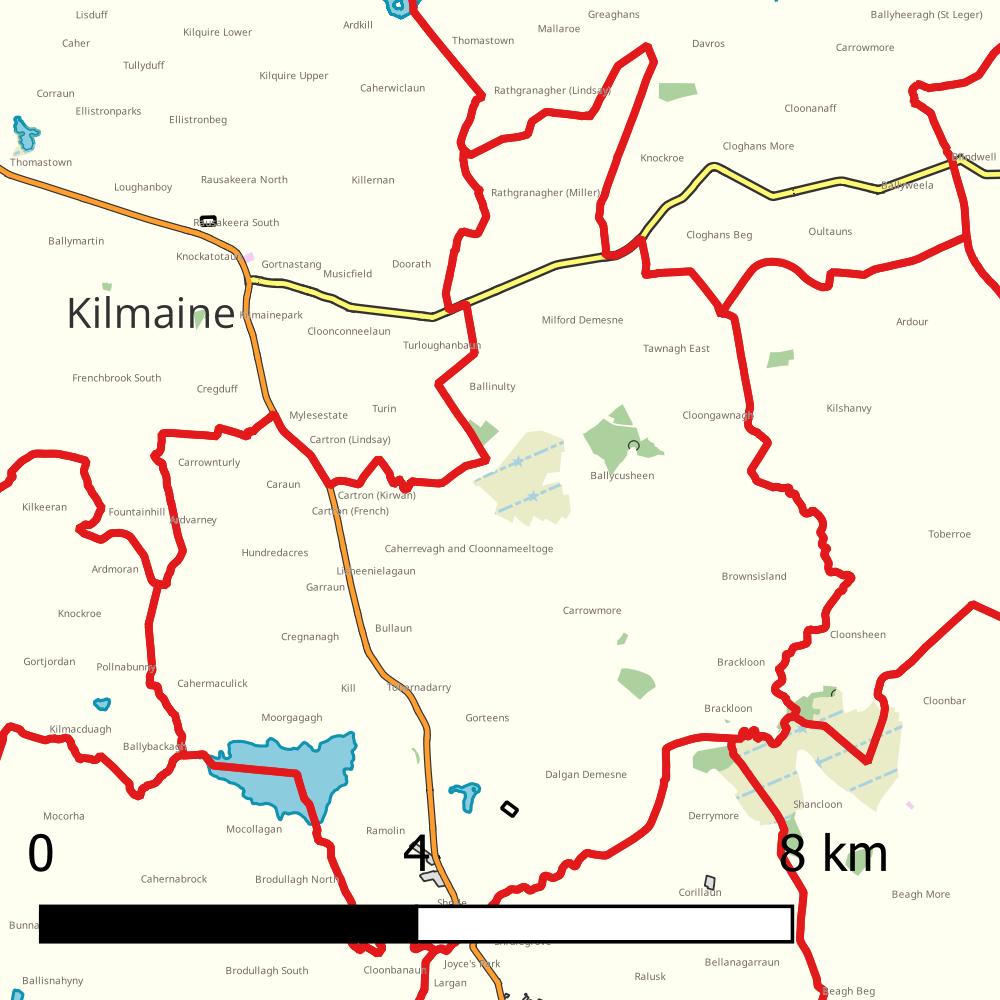 Lisduff
Kilquire Lower
Ardkill
Greaghans
Ballyheeragh (St Leger)
Caher
Thomastown
Mallaroe
Davros
Carrowmore
Tullyduff
Kilquire Upper
Caherwiclaun
Rathgranagher (Lindsay)
Corraun
Ellistronparks
Ellistronbeg
Cloonanaff
Thomastown
Cloghans More
Knockroe
Blindwell
Loughanboy
Rausakeera North
Killernan
Rathgranagher (Miller)
Ballyweela
Rausakeera South
Ballymartin
Cloghans Beg
Oultauns
Knockatotaun
Gortnastang
Musicfield
Doorath
Kilmaine
Kilmainepark
Cloonconneelaun
Milford Demesne
Ardour
Turloughanbaun
Tawnagh East
Frenchbrook South
Cregduff
Ballinulty
Mylesestate
Turin
Cloongawnagh
Kilshanvy
Cartron (Lindsay)
Carrownturly
Caraun
Cartron (Kirwan)
Ballycusheen
Kilkeeran
Fountainhill
Ardvarney
Cartron (French)
Toberroe
Hundredacres
Caherrevagh and Cloonnameeltoge
Ardmoran
Lisneenielagaun
Garraun
Brownsisland
Knockroe
Carrowmore
Cregnanagh
Bullaun
Cloonsheen
Gortjordan
Pollnabunny
Brackloon
Cahermaculick
Kill
Tobernadarry
Cloonbar
Moorgagagh
Gorteens
Brackloon
Kilmacduagh
Ballybackagh
Dalgan Demesne
Mocorha
Mocollagan
Ramolin
Derrymore
Shancloon
0
4
8 km
Cahernabrock
Brodullagh North
Corillaun
Beagh More
Shrule
Ballisnahyny
Brodullagh South
Cloonbanaun
Joyce's Park
Largan
Ralusk
Bellanagarraun
Beagh Beg